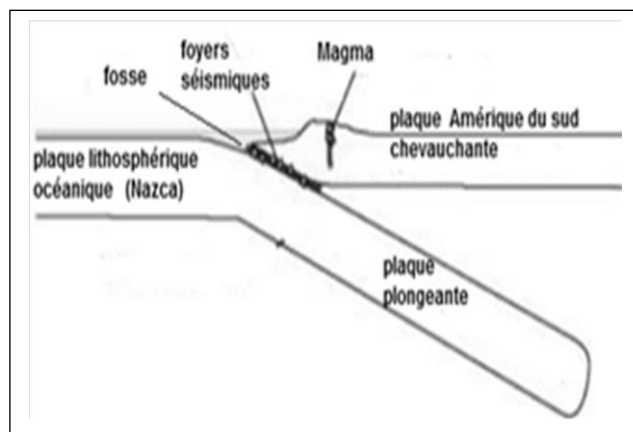 foyers
séismiques
Magma
fosse
plaque Amérique du sud
chevauchante
plaque lithosphérique
océanique (Nazca)
plaque
plongeante